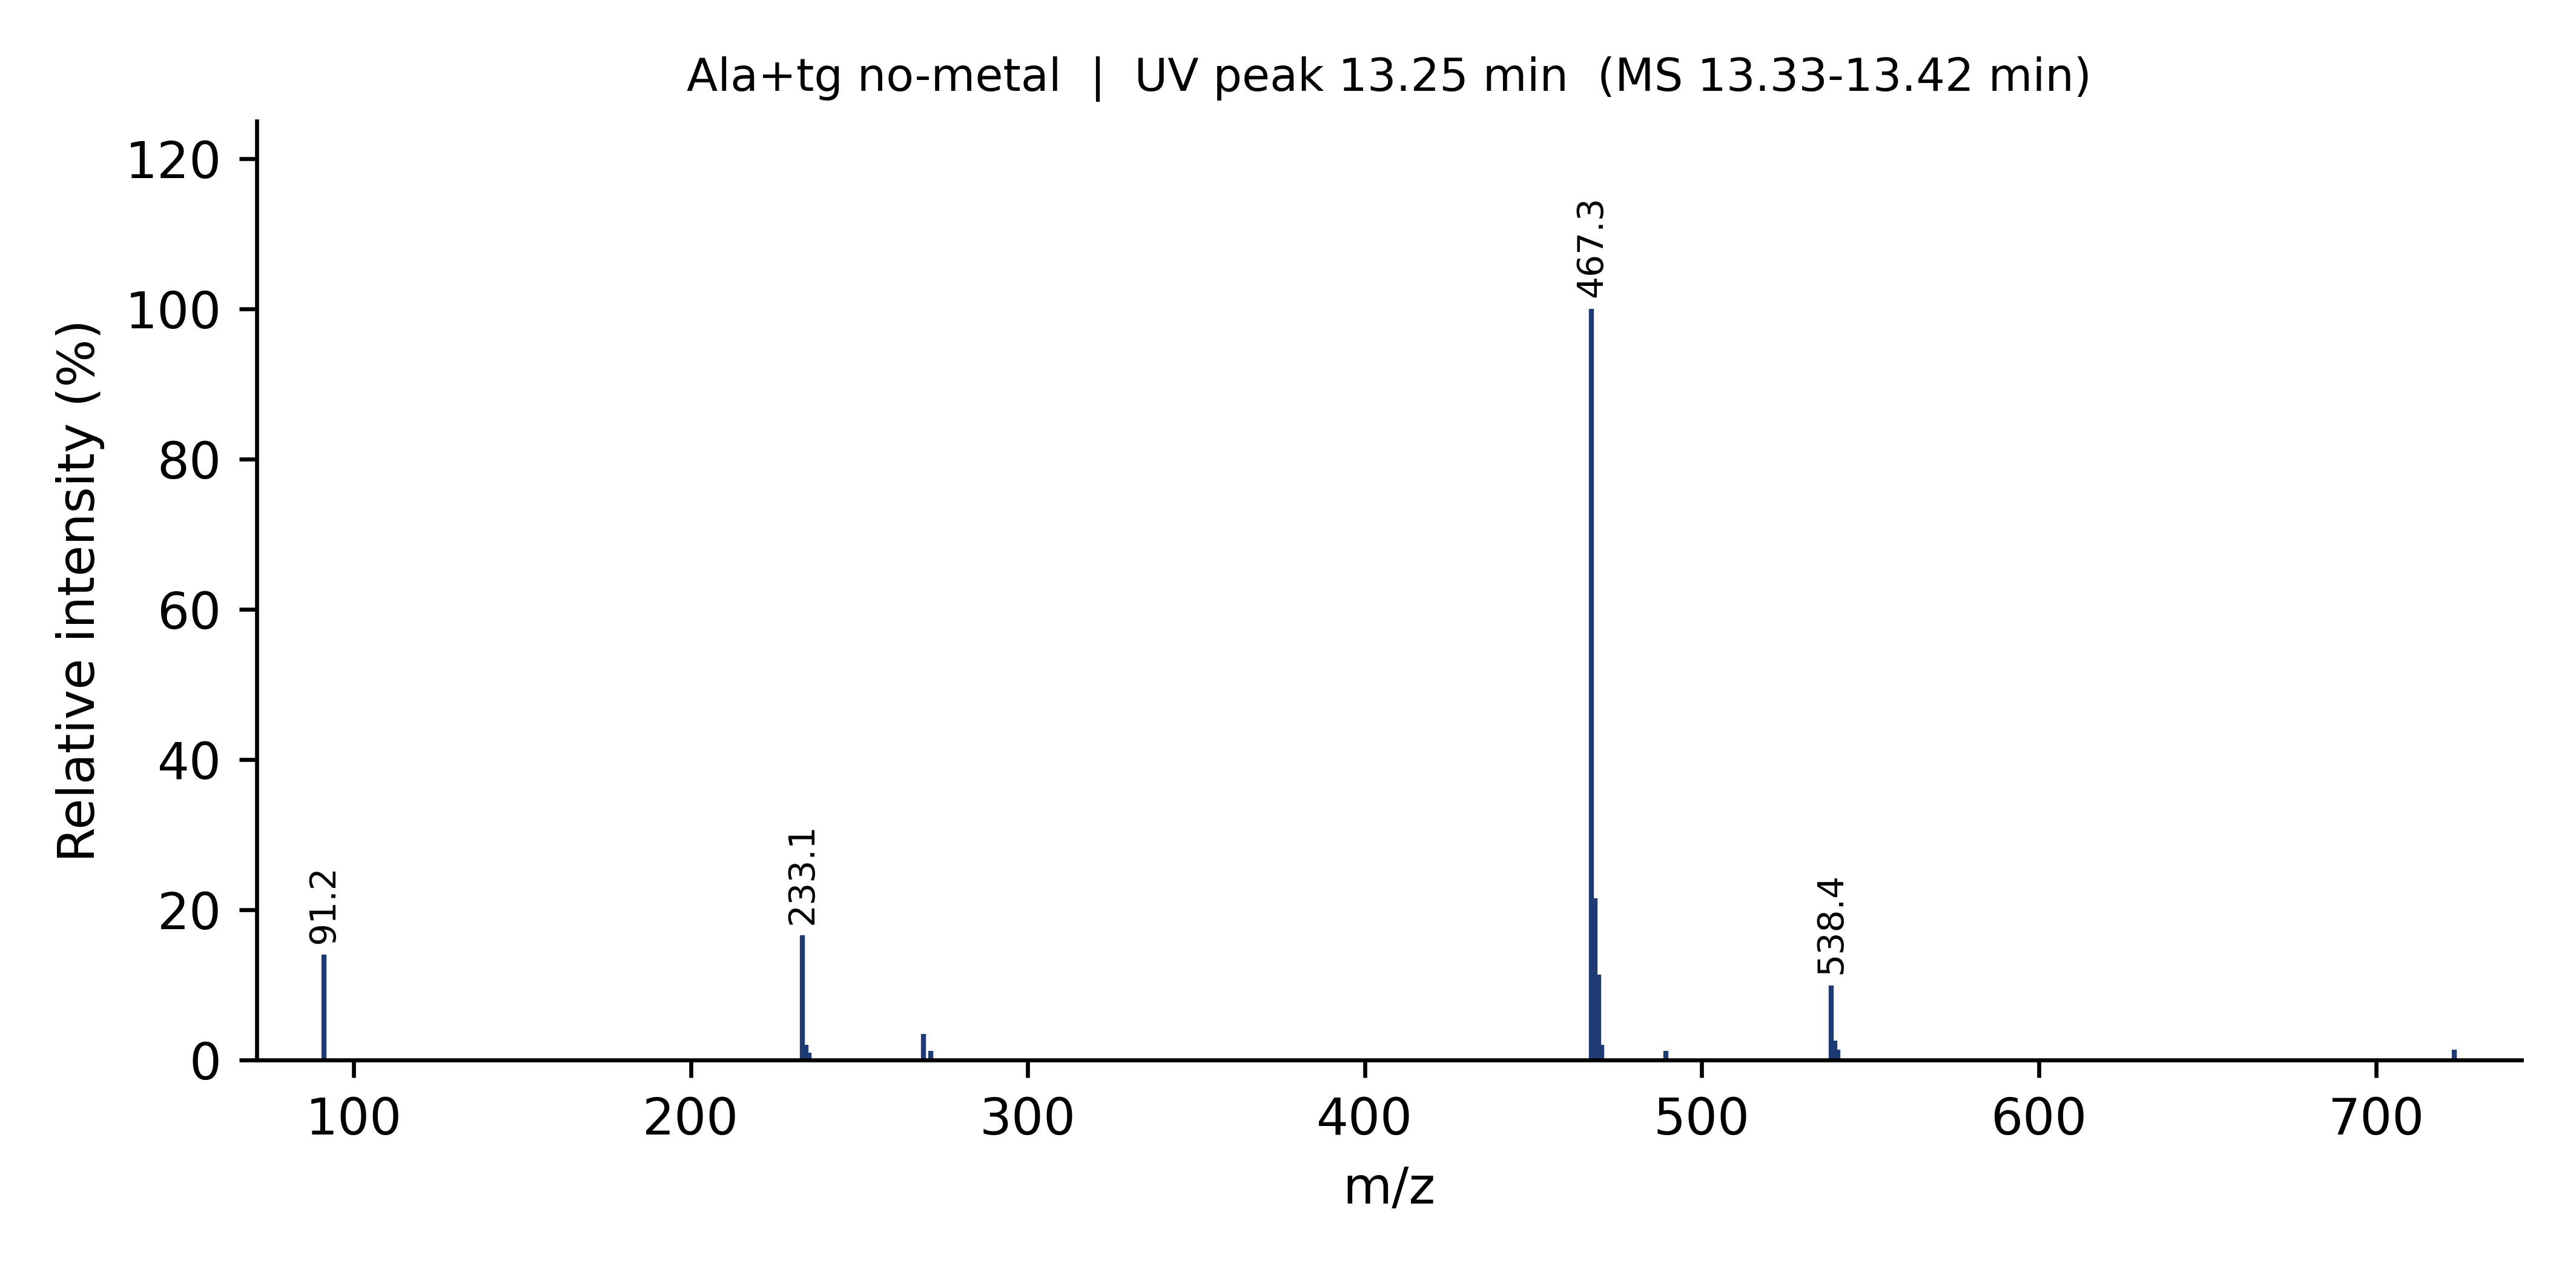 Ala+tg no-metal | UV peak 13.25 min (MS 13.33-13.42 min)
Relative intensity (%)
120
100
80
60
40
20
0
91.2
233.1
467.3
538.4
100 200 300 400 500 600 700
m/z